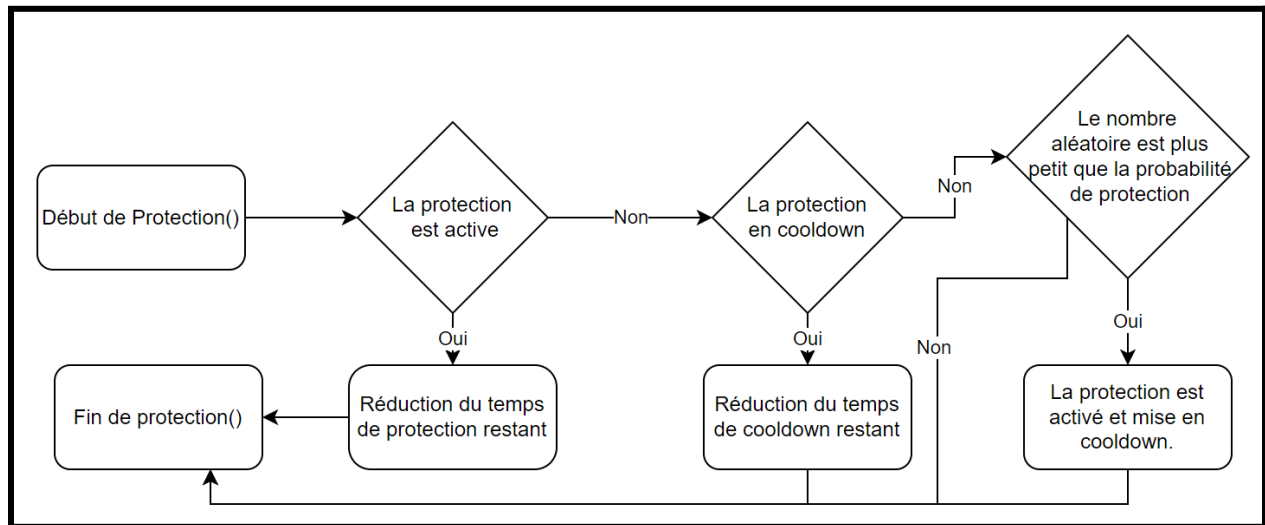 Début de Protection()
La protection
est active
Non
La protection
en cooldown
Non
Le nombre
aléatoire est plus
petit que la probabilité
de protection
Oui
Oui
Non
Oui
Fin de protection()
Réduction du temps
de protection restant
Réduction du temps
de cooldown restant
La protection est
activé et mise en
cooldown.